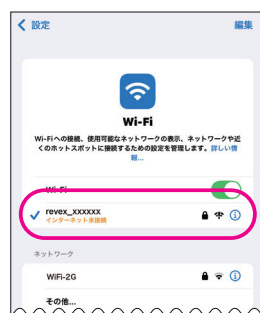 設定
編集
Wi-Fi
Wi-Fiへの接続、使用可能なネットワークの表示、ネットワークや近
くのホットスポットに接続するための設定を管理します。詳しい情
報...
Wi-Fi
revex_xxxxxx
インターネット未接続
ネットワーク
WiFi-2G
その他...